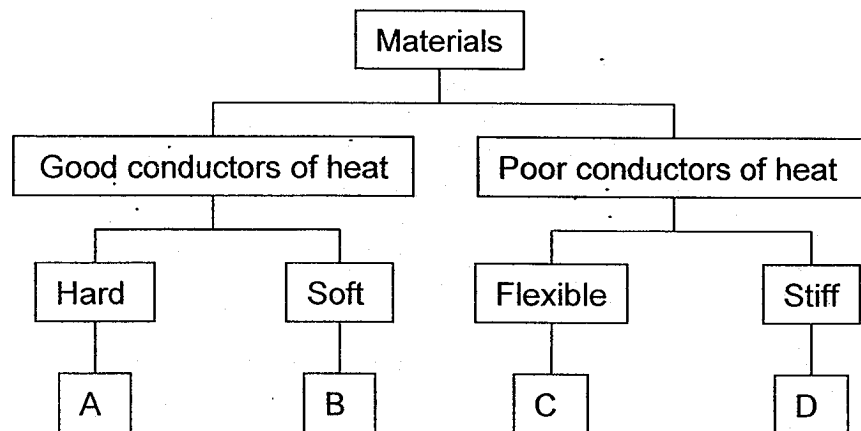 Materials
Good conductors of heat
Poor conductors of heat
Hard
Soft
Flexible
Stiff
A
B
C
D